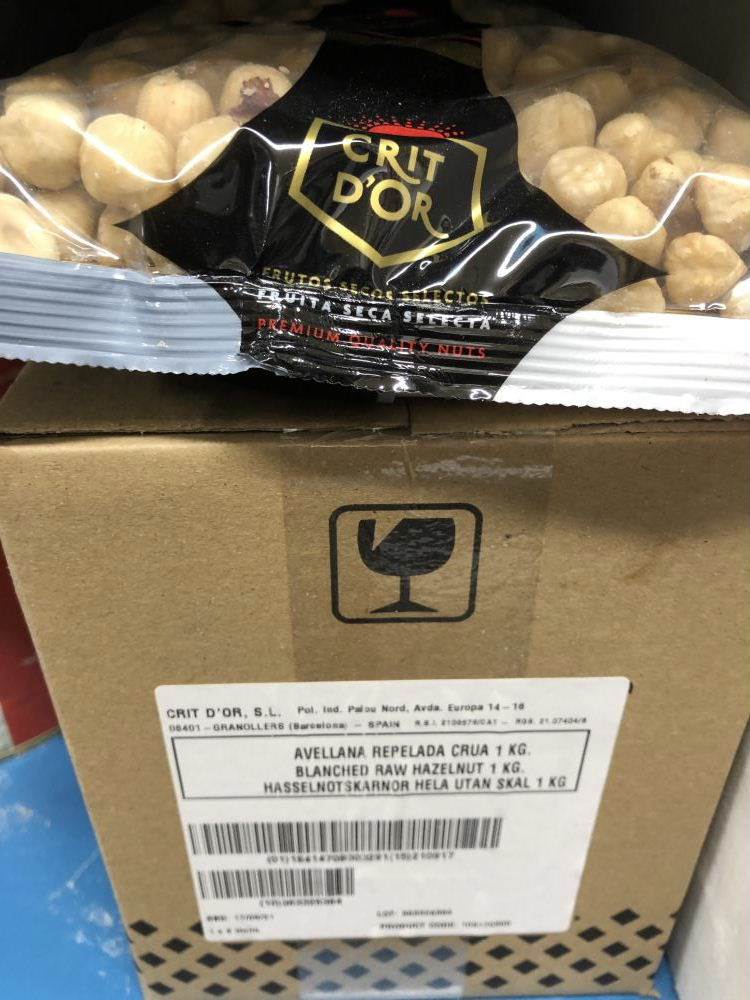 CRIT
D'OR
FRUTOS SECOS SELECTOS
FRUITA SECA SELECTA
PREMIUM QUALITY NUTS
CRIT D'OR, S.L. Pol. Ind. Palou Nord, Avda. Europa 14 - 16
08401 - GRANOLLERS (Barcelona) - SPAIN
AVELLANA REPELADA CRUA 1 KG.
BLANCHED RAW HAZELNUT 1 KG.
HASSELNOTSKARNOR HELA UTAN SKAL 1 KG